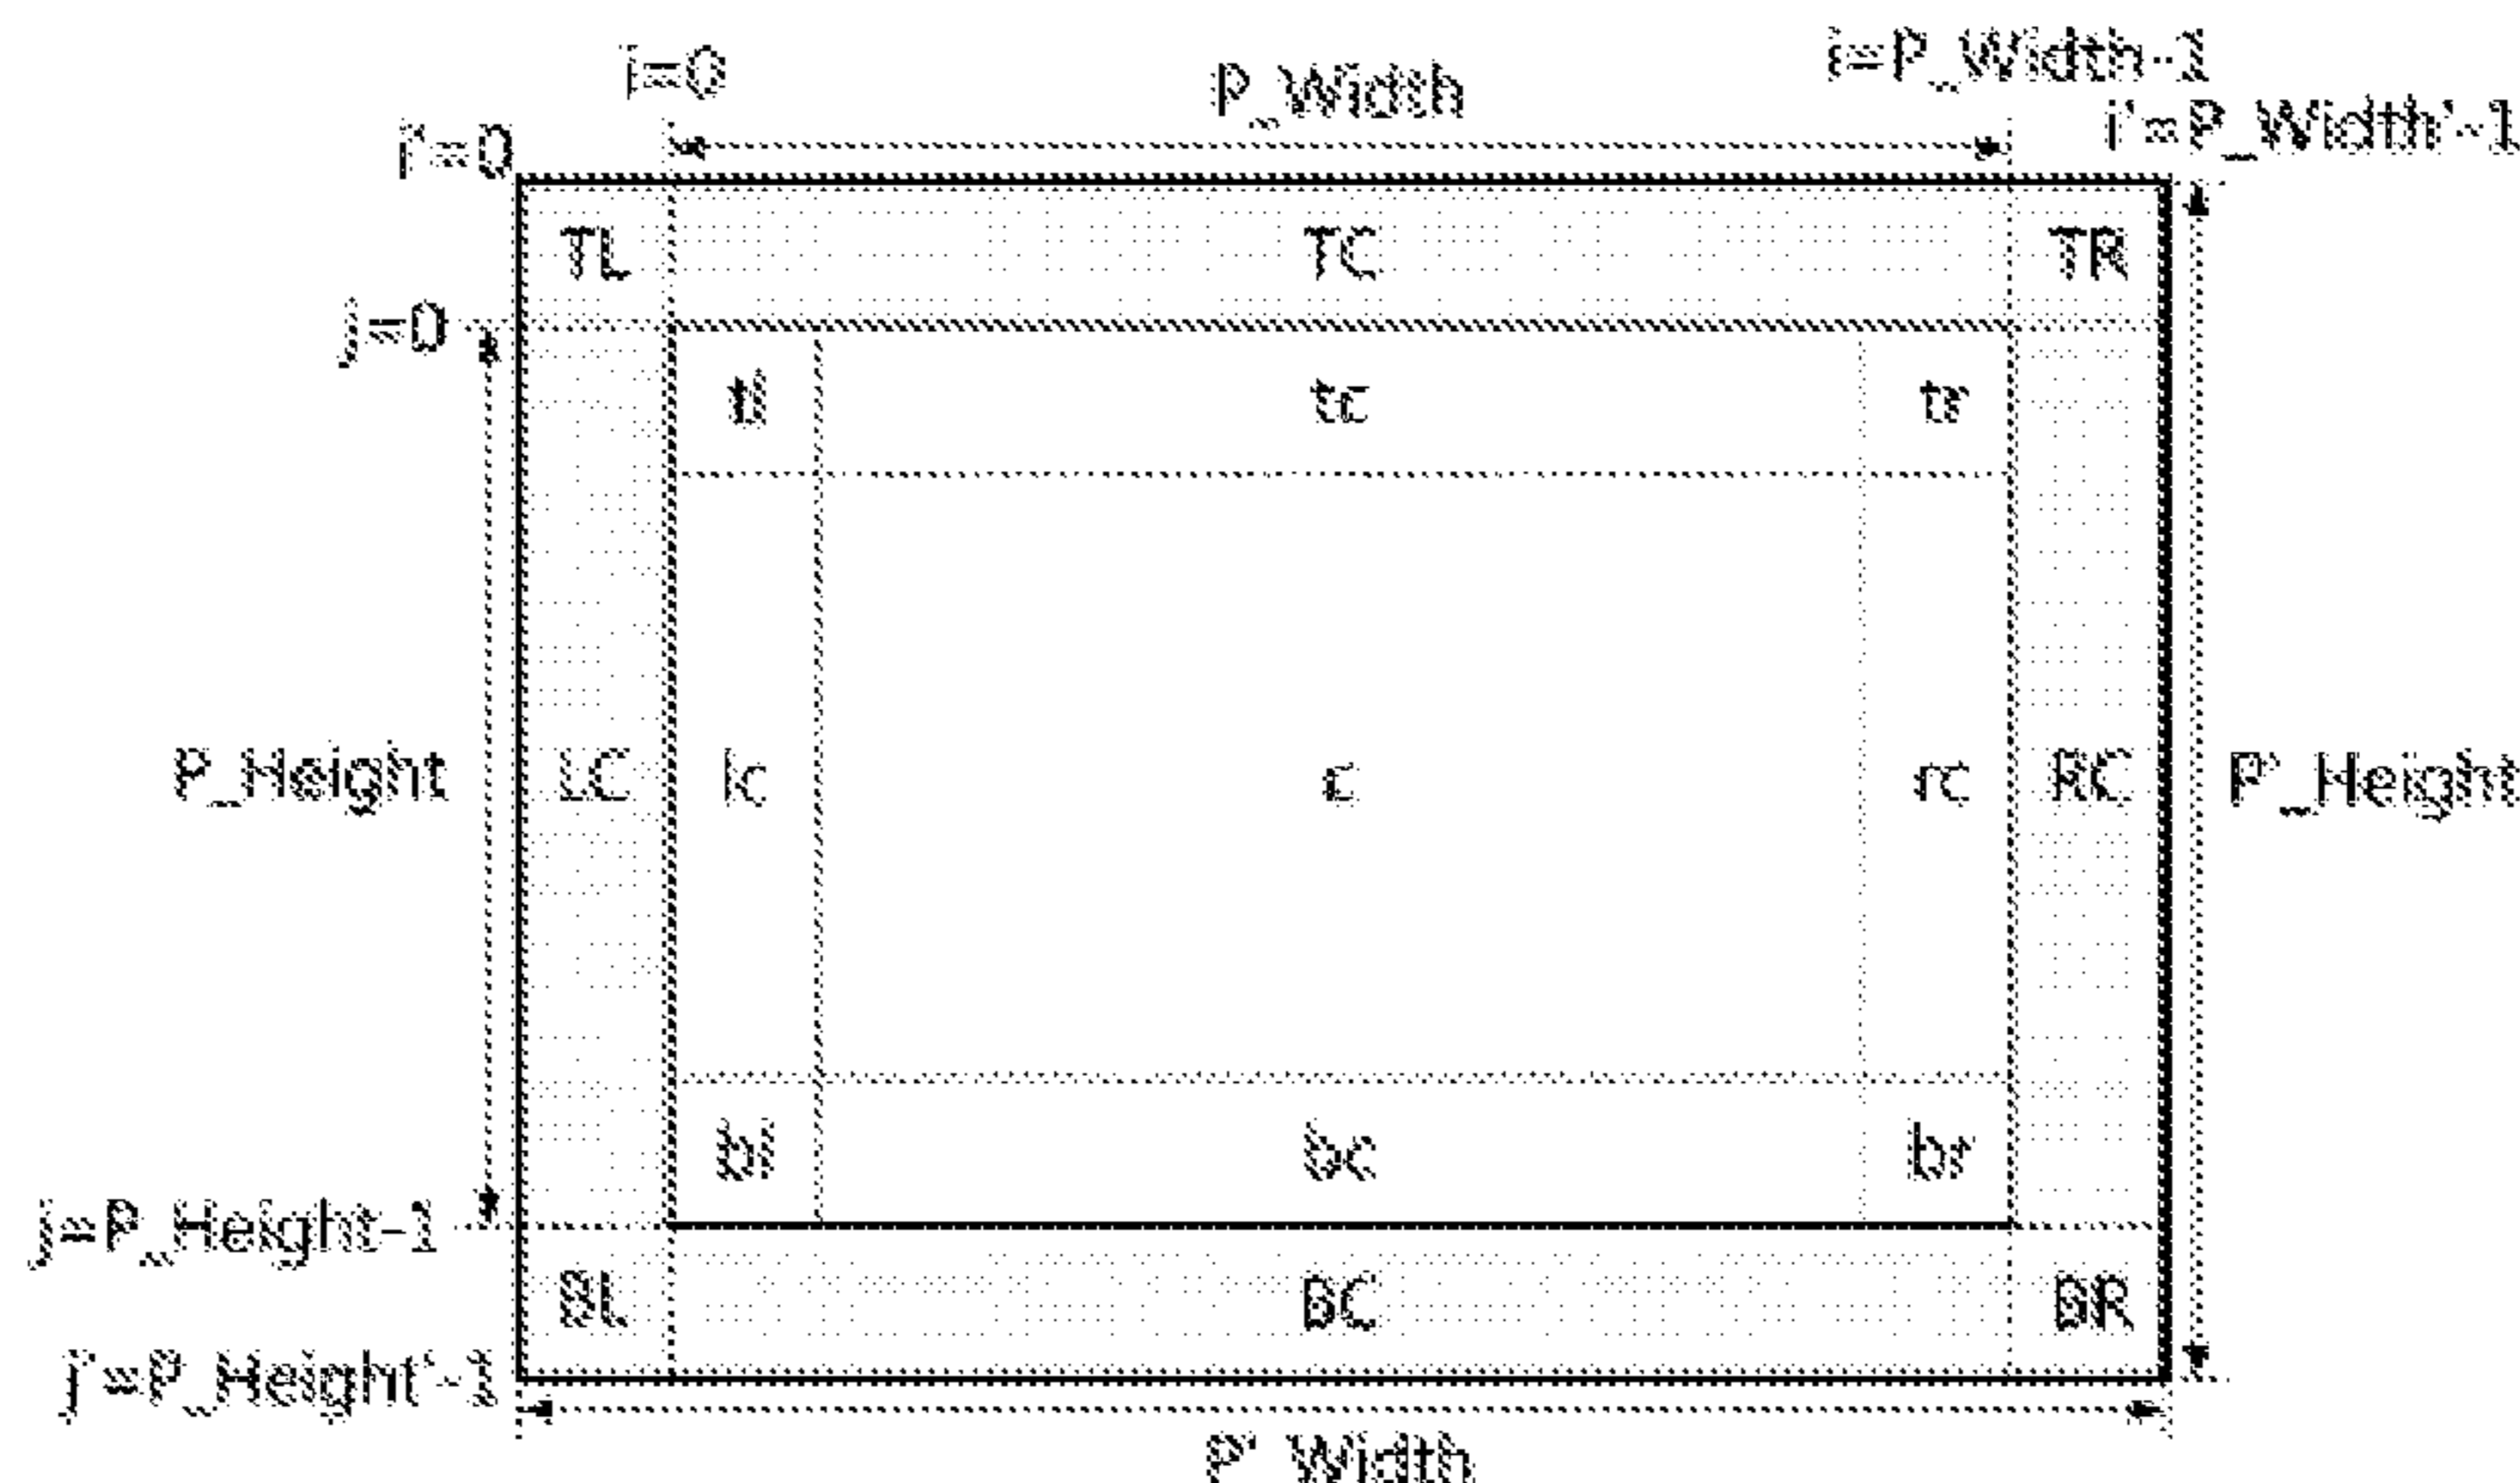 i=0
P_Width
i=P_Width-1
i'=0
i'=P_Width'-1
TL TC TR
j=0
tl tc tr
P_Height LC lc c rc RC P'_Height
bl bc br
j=P_Height-1
BL BC BR
j'=P_Height'-1
P'_Width